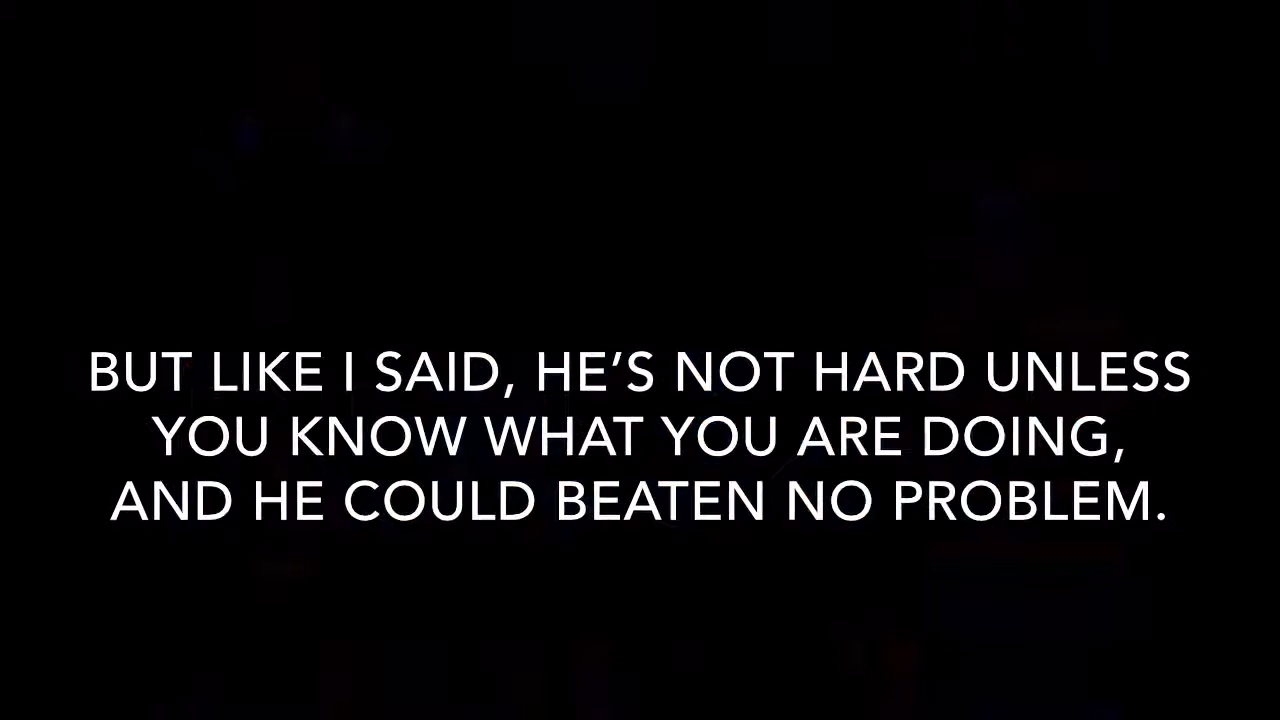 BUT LIKE I SAID, HE’S NOT HARD UNLESS
YOU KNOW WHAT YOU ARE DOING,
AND HE COULD BEATEN NO PROBLEM.